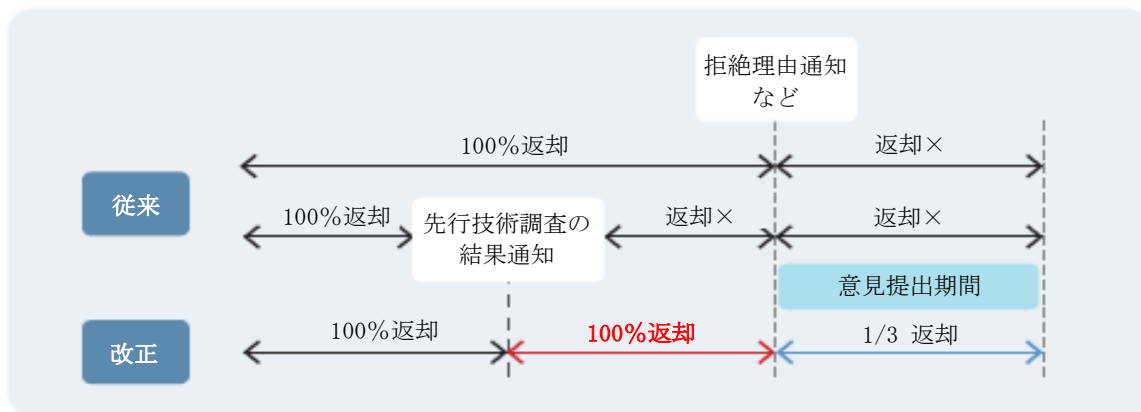 拒絶理由通知
など
100%返却
返却×
従来
100%返却
先行技術調査の
結果通知
返却×
返却×
意見提出期間
改正
100%返却
100%返却
1/3 返却